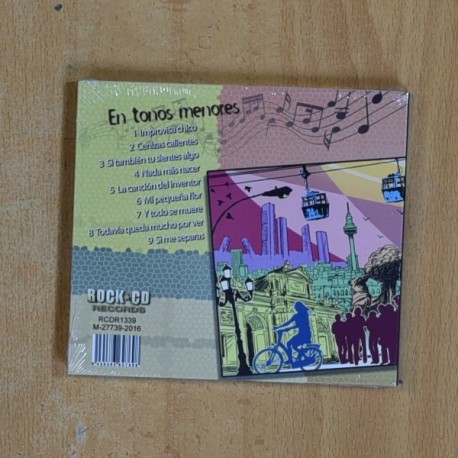 En tonos menores
1 Improvisa chico
2 Cenizas calientes
3 Si también tu sientes algo
4 Nada más nacer
5 La canción del Inventor
6 Mi pequeña flor
7 Y todo se muere
8 Todavía queda mucho por ver
9 Si me separas
ROCK CD
RECORDS
RCDR1339
M-27739-2016